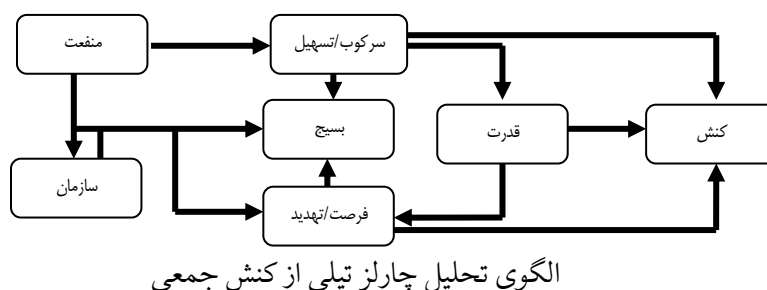 منفعت
سرکوب/تسهیل
بسیج
قدرت
کنش
سازمان
فرصت/تهدید
الگوی تحلیل چارلز تیلی از کنش جمعی